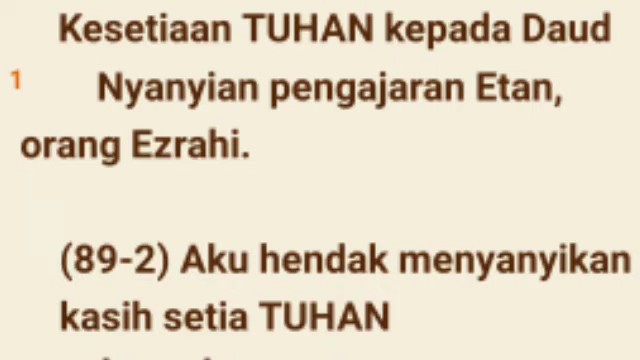 Kesetiaan TUHAN kepada Daud
1 Nyanyian pengajaran Etan,
orang Ezrahi.
(89-2) Aku hendak menyanyikan
kasih setia TUHAN